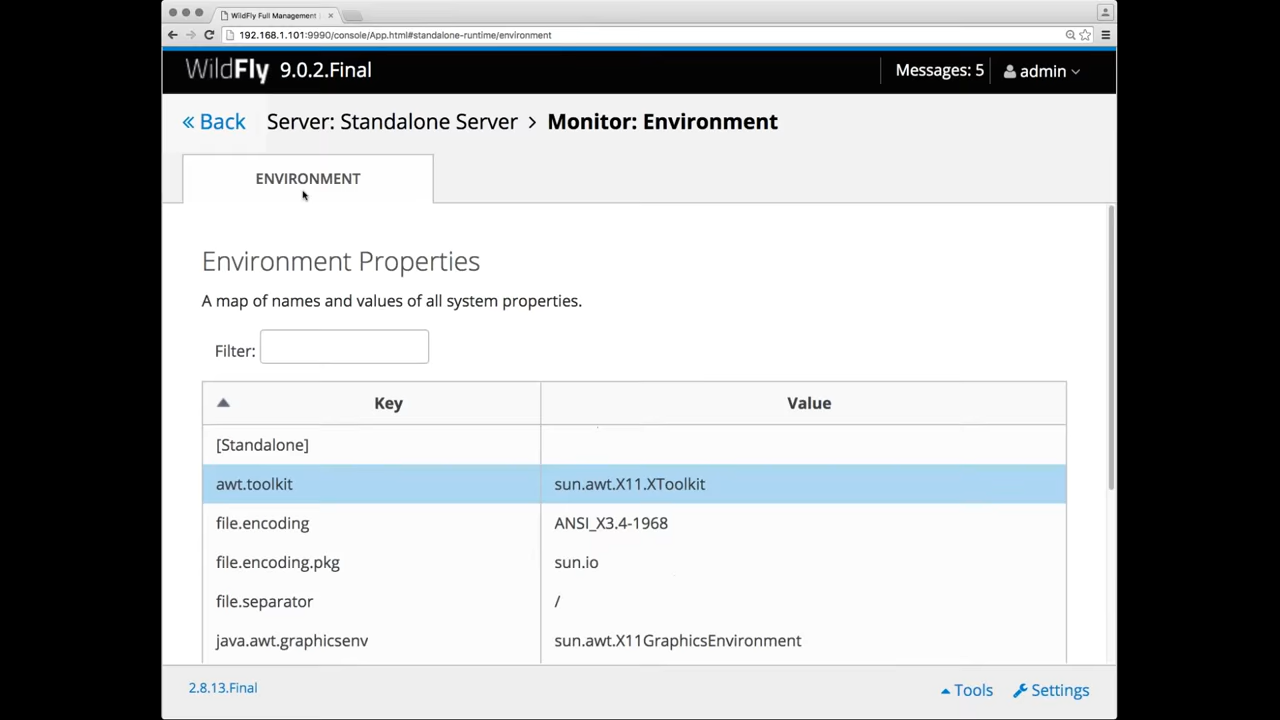 WildFly Full Management
192.168.1.101:9990/console/App.html#standalone-runtime/environment
WildFly 9.0.2.Final
Messages: 5
admin
« Back
Server: Standalone Server > Monitor: Environment
ENVIRONMENT
Environment Properties
A map of names and values of all system properties.
Filter:
Key Value
[Standalone]
awt.toolkit sun.awt.X11.XToolkit
file.encoding ANSI_X3.4-1968
file.encoding.pkg sun.io
file.separator /
java.awt.graphicsenv sun.awt.X11GraphicsEnvironment
2.8.13.Final
Tools
Settings